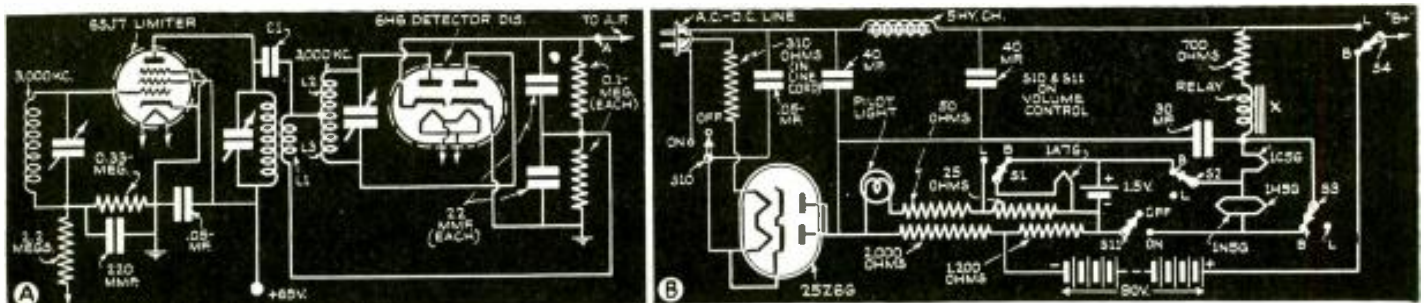 6SJ7 LIMITER
C1
6H6 DETECTOR DIS.
TO A.F.
A
3,000 KC.
3,000 KC.
L2
L3
L1
0.1-
MEG.
(EACH)
0.33-
MEG.
.05-
MF.
22
MMF.
(EACH)
1.2
MEGS.
220
MMF.
+65V.
A
A.C.-D.C. LINE
5 HY. CH.
L
"B+"
B
S4
310
OHMS
IN
LINE
CORD
40
MF.
40
MF.
S10 & S11
ON
VOLUME
CONTROL
700
OHMS
RELAY
X
.05-
MF.
PILOT
LIGHT
50
OHMS
30
MF.
OFF
ON
S10
L
B
S1
1A7G
25
OHMS
1.5V.
B
S2
L
1C5G
1H5G
S3
OFF
S11
ON
1N5G
B
L
2,000
OHMS
1,200
OHMS
25Z6G
-
+
90V.
B